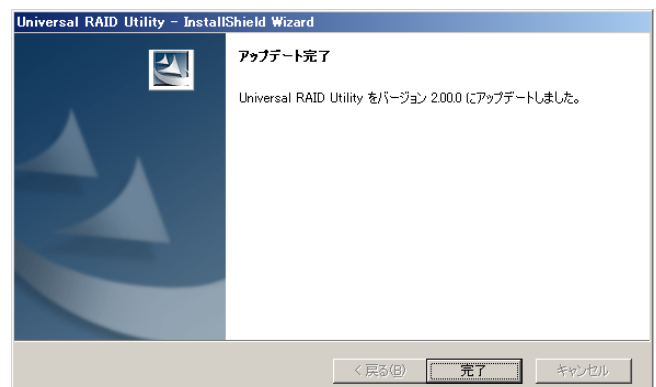 Universal RAID Utility - InstallShield Wizard
アップデート完了
Universal RAID Utility をバージョン 2.00.0 にアップデートしました。
< 戻る(B)
完了
キャンセル